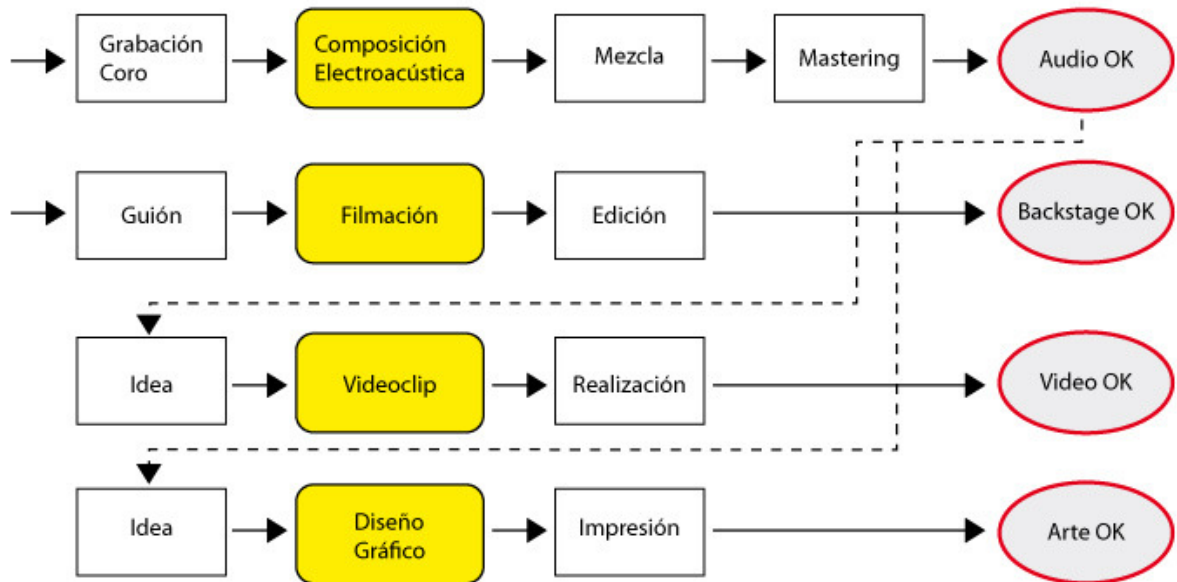 Grabación
Coro
Composición
Electroacústica
Mezcla
Mastering
Audio OK
Guión
Filmación
Edición
Backstage OK
Idea
Videoclip
Realización
Video OK
Idea
Diseño
Gráfico
Impresión
Arte OK